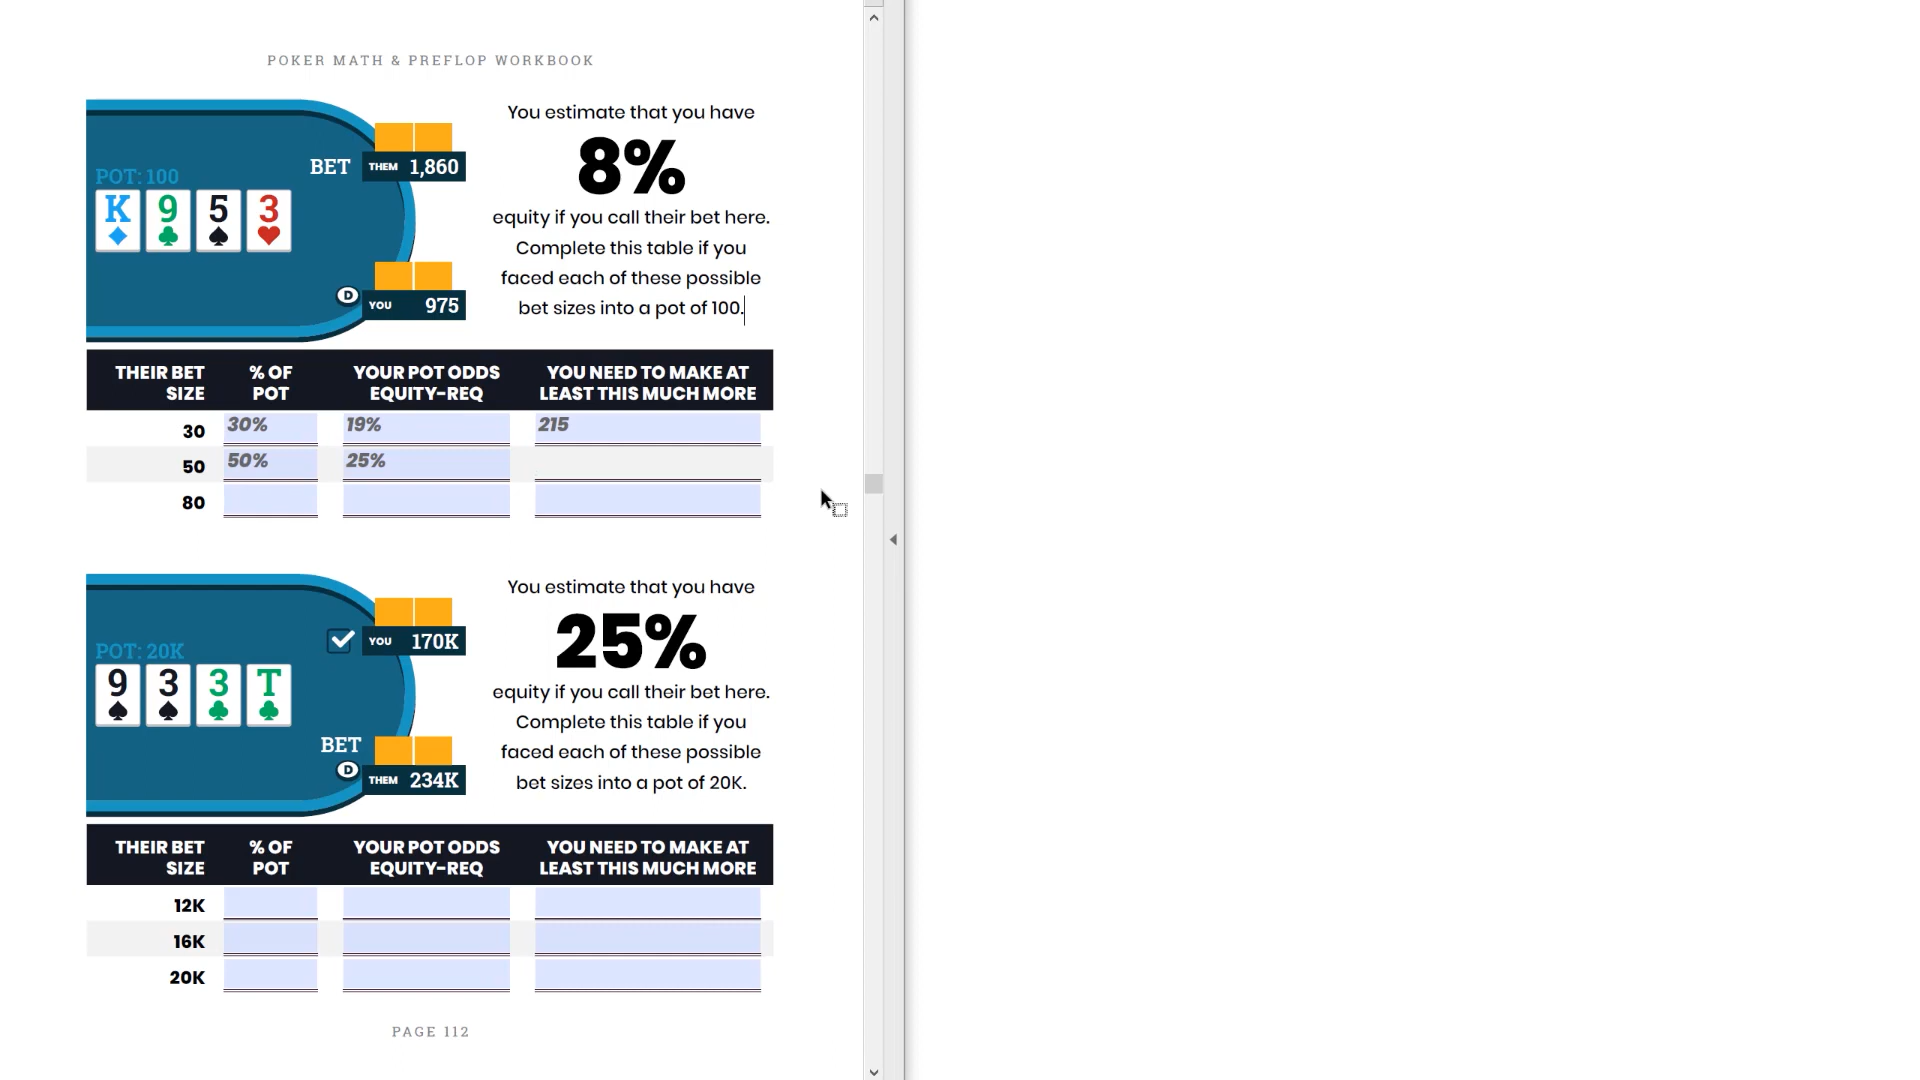 POKER MATH & PREFLOP WORKBOOK
You estimate that you have
8%
equity if you call their bet here.
Complete this table if you
faced each of these possible
bet sizes into a pot of 100.
BET
THEM 1,860
POT: 100
K 9 5 3
D
YOU 975
THEIR BET SIZE
% OF POT
YOUR POT ODDS EQUITY-REQ
YOU NEED TO MAKE AT LEAST THIS MUCH MORE
30 30% 19% 215
50 50% 25%
80
You estimate that you have
25%
equity if you call their bet here.
Complete this table if you
faced each of these possible
bet sizes into a pot of 20K.
YOU 170K
POT: 20K
9 3 3 T
BET
D
THEM 234K
THEIR BET SIZE
% OF POT
YOUR POT ODDS EQUITY-REQ
YOU NEED TO MAKE AT LEAST THIS MUCH MORE
12K
16K
20K
PAGE 112